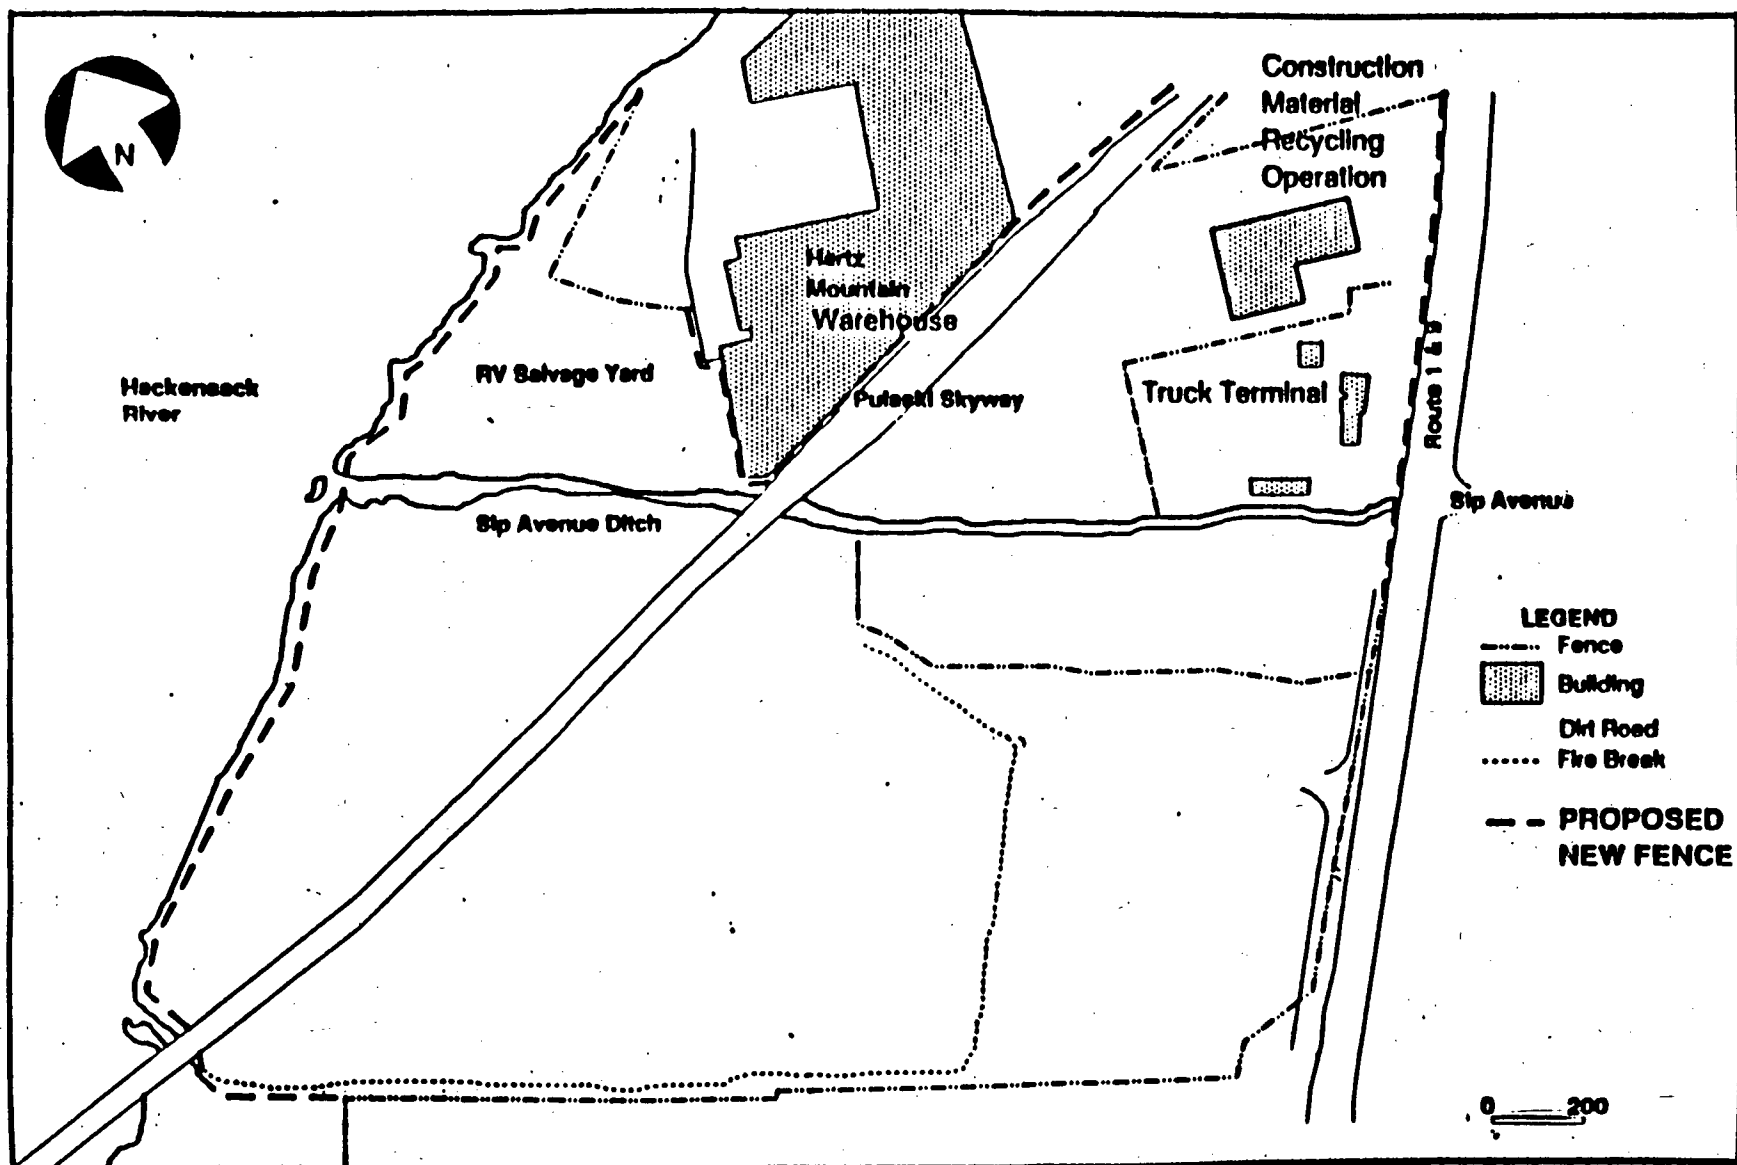 N
Construction
Material
Recycling
Operation
Hartz
Mountain
Warehouse
Hackensack
River
RV Salvage Yard
Pulaski Skyway
Truck Terminal
Route 1 & 9
Sip Avenue
Sip Avenue Ditch
LEGEND
Fence
Building
Dirt Road
Fire Break
PROPOSED
NEW FENCE
0 200